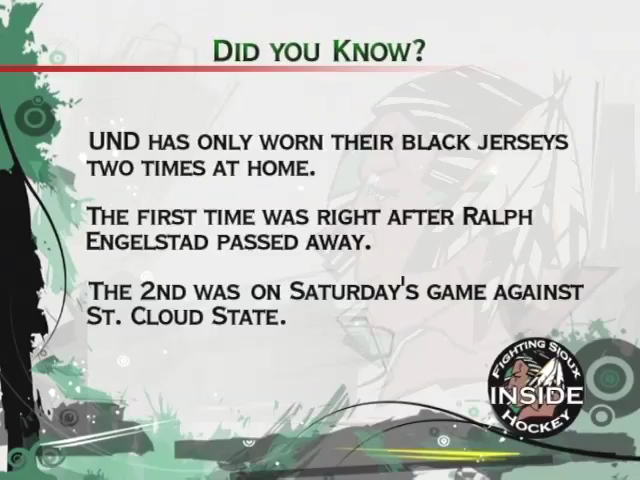 Did you Know?
UND has only worn their black jerseys
two times at home.
The first time was right after Ralph
Engelstad passed away.
The 2nd was on Saturday's game against
St. Cloud State.
Fighting Sioux
INSIDE
Hockey